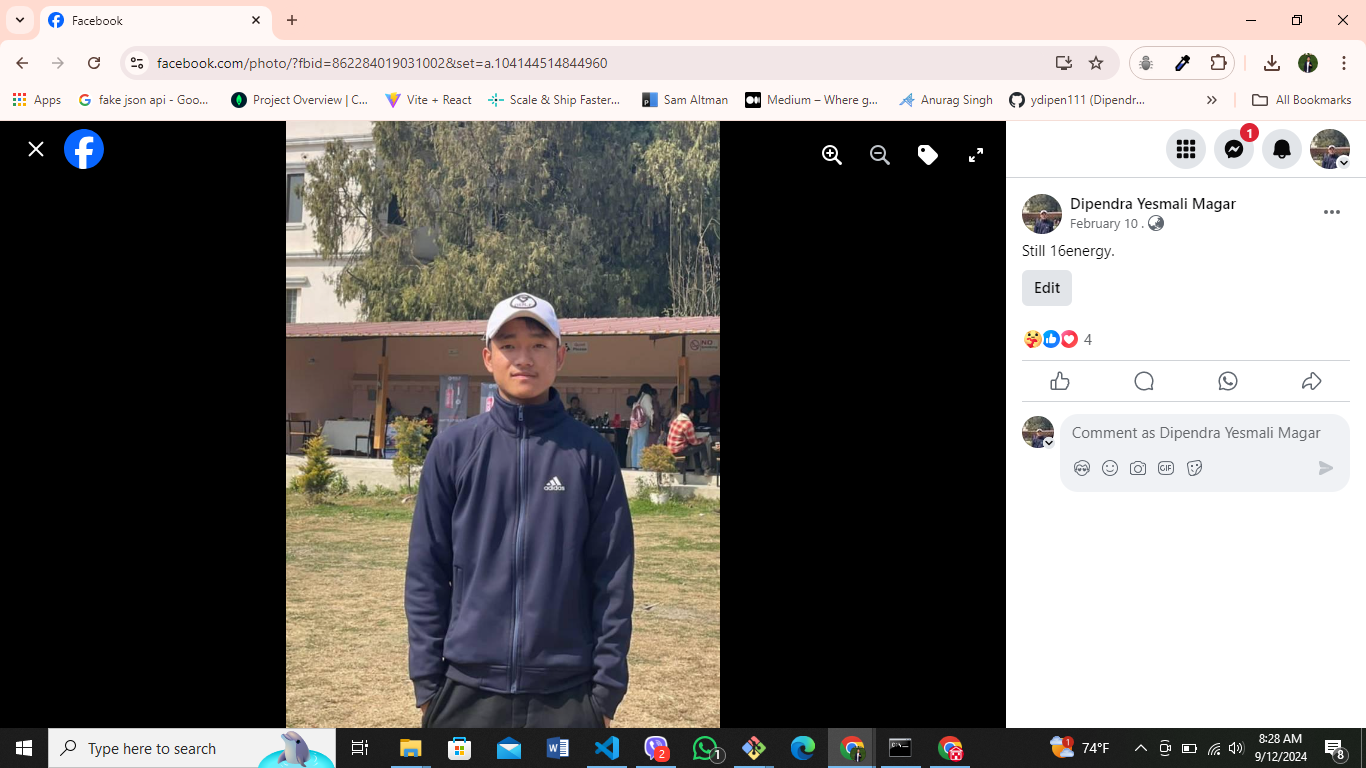 Facebook
facebook.com/photo/?fbid=862284019031002&set=a.104144514844960
Apps
fake json api - Goo...
Project Overview | C...
Vite + React
Scale & Ship Faster...
Sam Altman
Medium – Where g...
Anurag Singh
ydipen111 (Dipendr...
All Bookmarks
1
Dipendra Yesmali Magar
February 10 .
Still 16energy.
Edit
4
Comment as Dipendra Yesmali Magar
GIF
NO
adidas
Type here to search
2
1
1
74°F
8:28 AM
9/12/2024
8